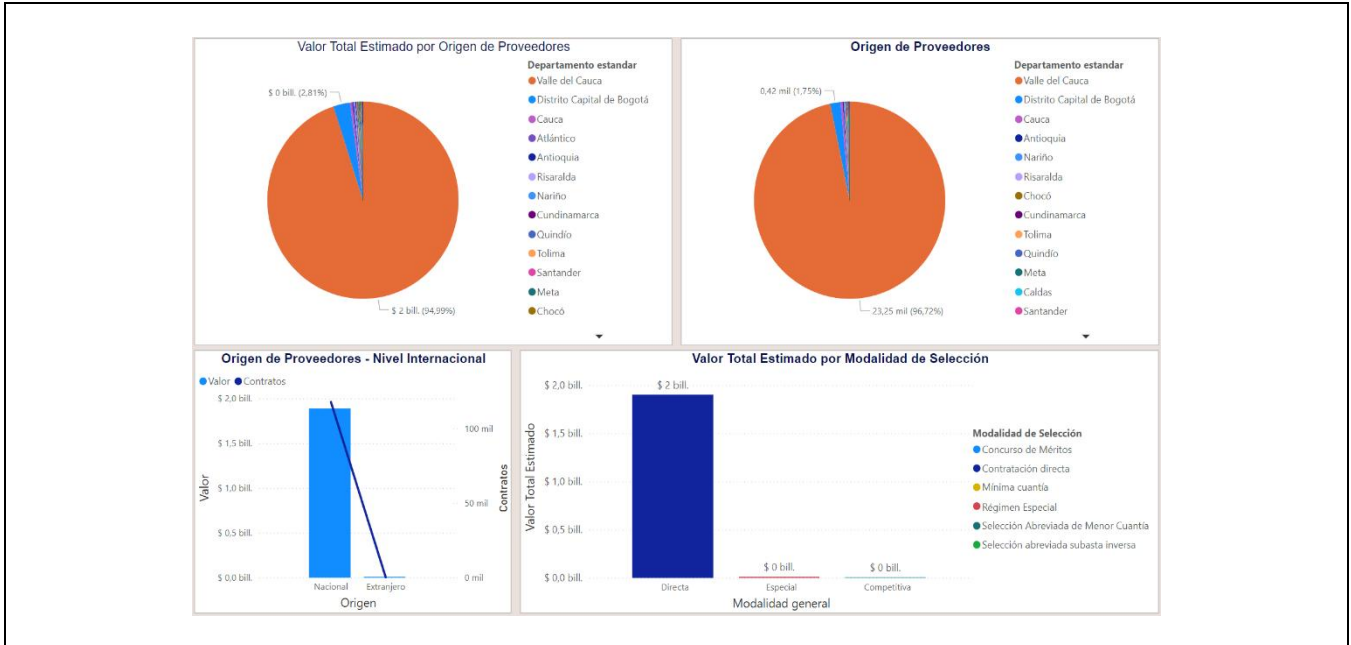 Valor Total Estimado por Origen de Proveedores
Departamento estandar
Valle del Cauca
Distrito Capital de Bogotá
Cauca
Atlántico
Antioquia
Risaralda
Nariño
Cundinamarca
Quindío
Tolima
Santander
Meta
Chocó
$ 0 bill. (2,81%)
$ 2 bill. (94,99%)
Origen de Proveedores
Departamento estandar
Valle del Cauca
Distrito Capital de Bogotá
Cauca
Antioquia
Nariño
Risaralda
Chocó
Cundinamarca
Tolima
Quindío
Meta
Caldas
Santander
0,42 mil (1,75%)
23,25 mil (96,72%)
Origen de Proveedores - Nivel Internacional
Valor Contratos
$ 2,0 bill.
$ 1,5 bill.
$ 1,0 bill.
$ 0,5 bill.
$ 0,0 bill.
Valor
100 mil
50 mil
0 mil
Contratos
Nacional Extranjero
Origen
Valor Total Estimado por Modalidad de Selección
$ 2,0 bill.
$ 1,5 bill.
$ 1,0 bill.
$ 0,5 bill.
$ 0,0 bill.
Valor Total Estimado
$ 2 bill.
$ 0 bill.
$ 0 bill.
Directa Especial Competitiva
Modalidad general
Modalidad de Selección
Concurso de Méritos
Contratación directa
Mínima cuantía
Régimen Especial
Selección Abreviada de Menor Cuantía
Selección abreviada subasta inversa